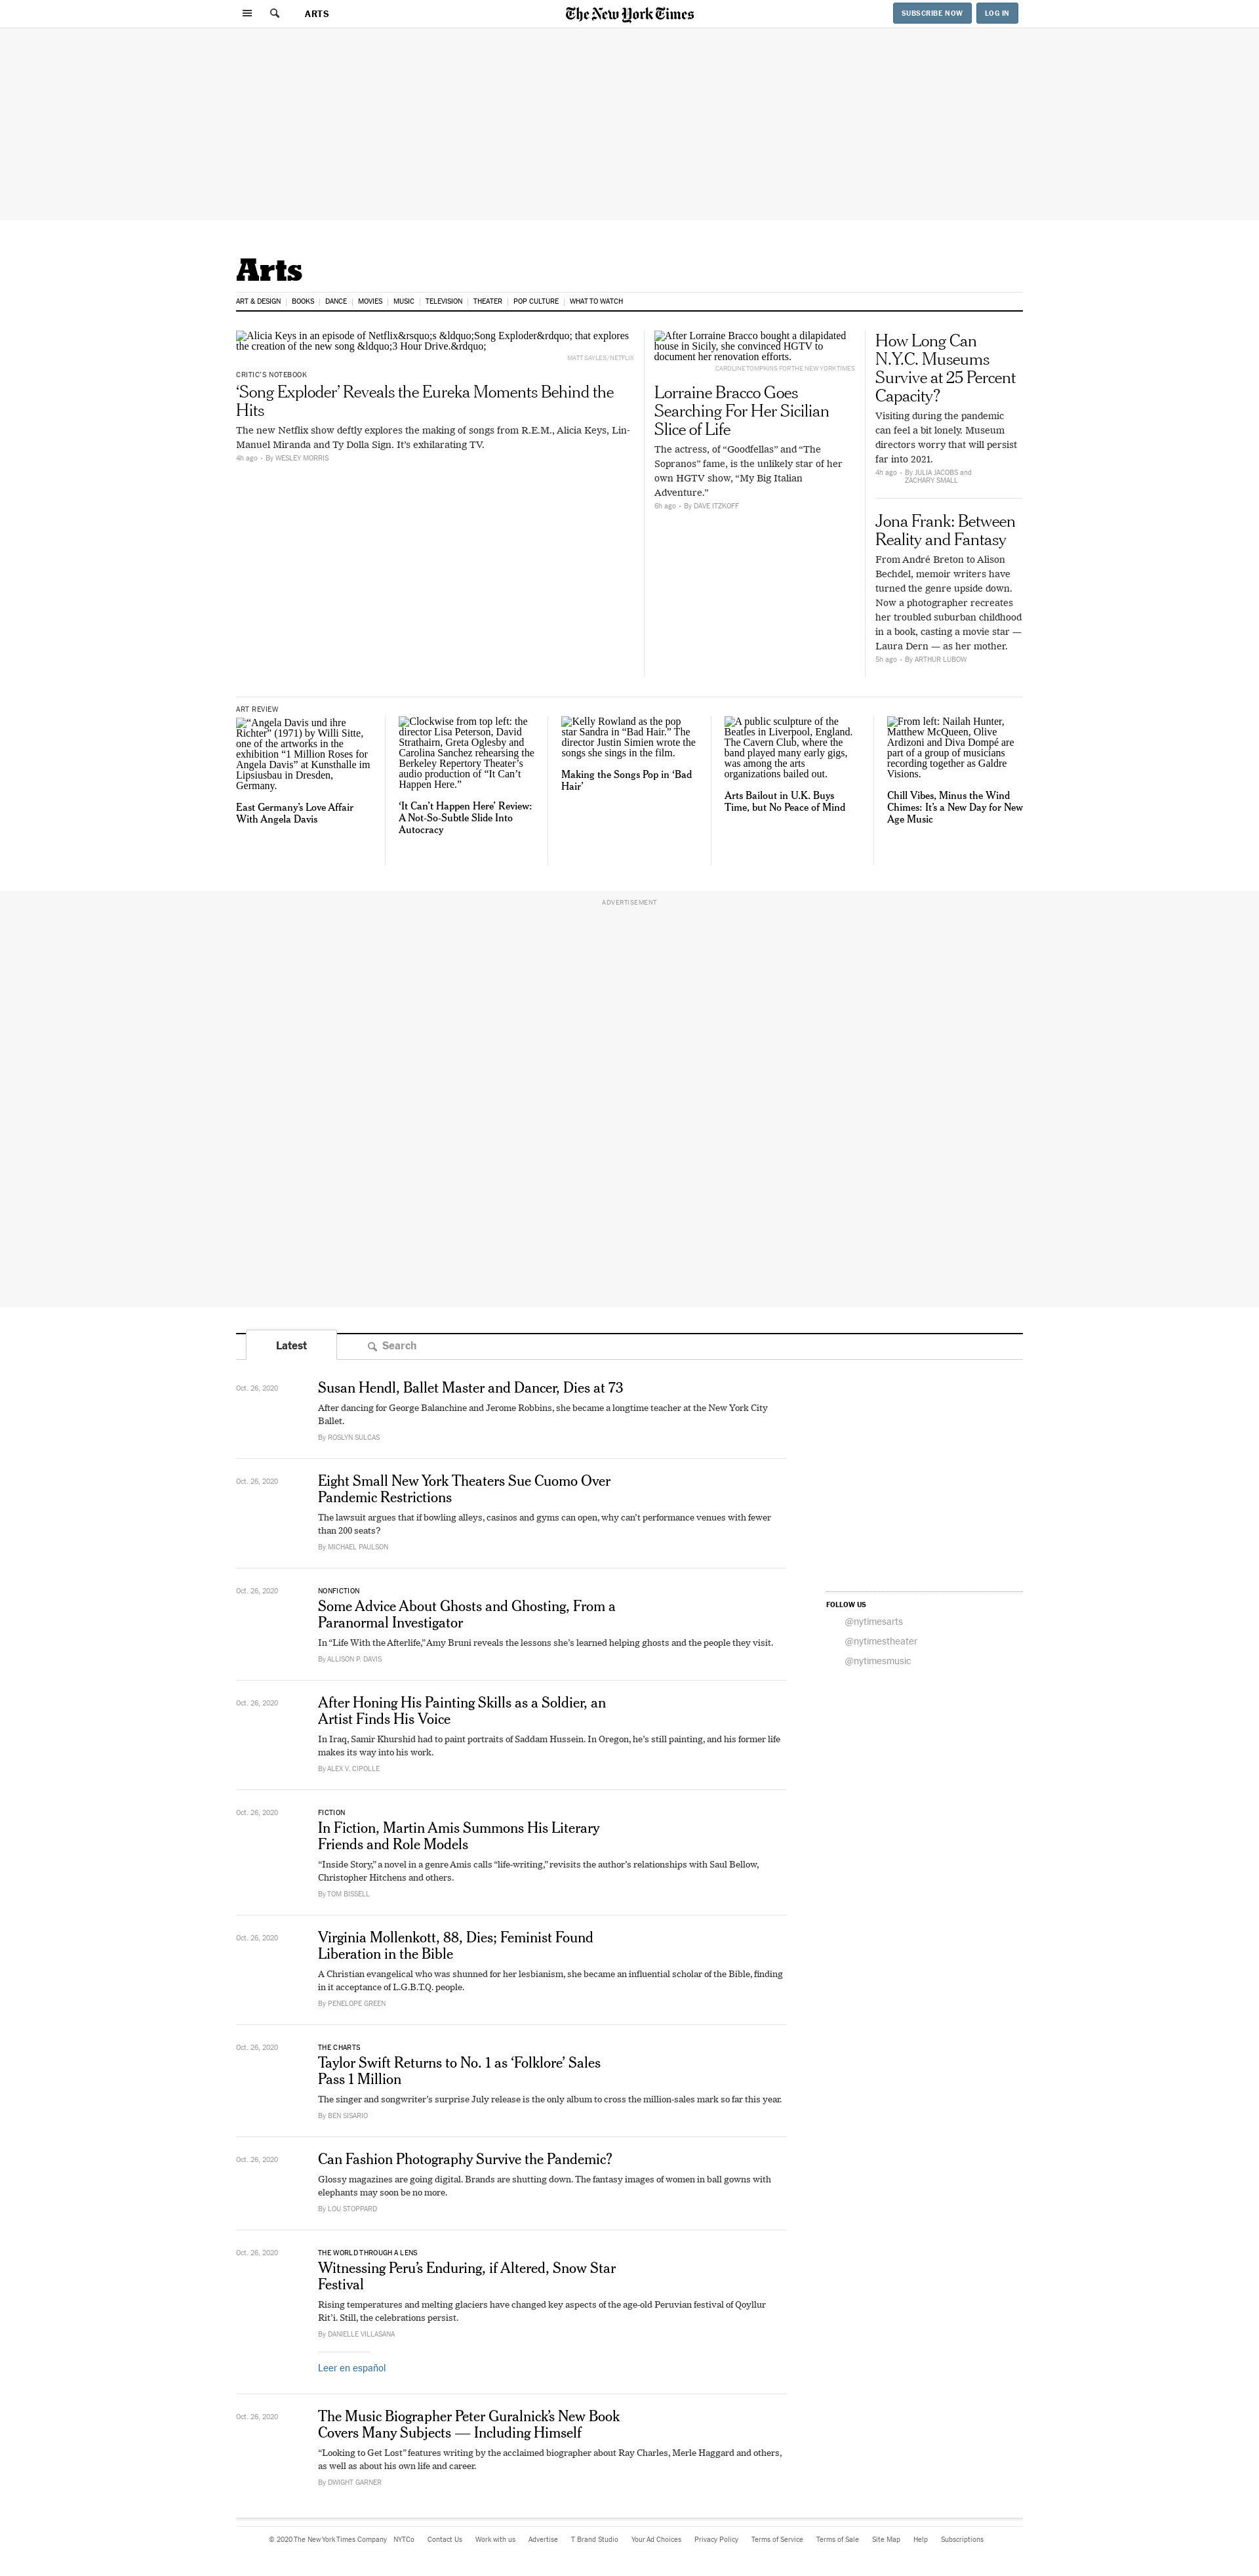 ARTS
The New York Times
SUBSCRIBE NOW
LOG IN
Arts
ART & DESIGN
BOOKS
DANCE
MOVIES
MUSIC
TELEVISION
THEATER
POP CULTURE
WHAT TO WATCH
Alicia Keys in an episode of Netflix&rsquo;s &ldquo;Song Exploder&rdquo; that explores
the creation of the new song &ldquo;3 Hour Drive.&rdquo;
MATT SAYLES/NETFLIX
CRITIC'S NOTEBOOK
‘Song Exploder’ Reveals the Eureka Moments Behind the
Hits
The new Netflix show deftly explores the making of songs from R.E.M., Alicia Keys, Lin-
Manuel Miranda and Ty Dolla Sign. It’s exhilarating TV.
4h ago • By WESLEY MORRIS
After Lorraine Bracco bought a dilapidated
house in Sicily, she convinced HGTV to
document her renovation efforts.
CAROLINE TOMPKINS FOR THE NEW YORK TIMES
Lorraine Bracco Goes
Searching For Her Sicilian
Slice of Life
The actress, of “Goodfellas” and “The
Sopranos” fame, is the unlikely star of her
own HGTV show, “My Big Italian
Adventure.”
6h ago • By DAVE ITZKOFF
How Long Can
N.Y.C. Museums
Survive at 25 Percent
Capacity?
Visiting during the pandemic
can feel a bit lonely. Museum
directors worry that will persist
far into 2021.
4h ago • By JULIA JACOBS and
ZACHARY SMALL
Jona Frank: Between
Reality and Fantasy
From André Breton to Alison
Bechdel, memoir writers have
turned the genre upside down.
Now a photographer recreates
her troubled suburban childhood
in a book, casting a movie star —
Laura Dern — as her mother.
5h ago • By ARTHUR LUBOW
ART REVIEW
“Angela Davis und ihre
Richter” (1971) by Willi Sitte,
one of the artworks in the
exhibition “1 Million Roses for
Angela Davis” at Kunsthalle im
Lipsiusbau in Dresden,
Germany.
East Germany’s Love Affair
With Angela Davis
Clockwise from top left: the
director Lisa Peterson, David
Strathairn, Greta Oglesby and
Carolina Sanchez rehearsing the
Berkeley Repertory Theater’s
audio production of “It Can’t
Happen Here.”
‘It Can’t Happen Here’ Review:
A Not-So-Subtle Slide Into
Autocracy
Kelly Rowland as the pop
star Sandra in “Bad Hair.” The
director Justin Simien wrote the
songs she sings in the film.
Making the Songs Pop in ‘Bad
Hair’
A public sculpture of the
Beatles in Liverpool, England.
The Cavern Club, where the
band played many early gigs,
was among the arts
organizations bailed out.
Arts Bailout in U.K. Buys
Time, but No Peace of Mind
From left: Nailah Hunter,
Matthew McQueen, Olive
Ardizoni and Diva Dompé are
part of a group of musicians
recording together as Galdre
Visions.
Chill Vibes, Minus the Wind
Chimes: It’s a New Day for New
Age Music
ADVERTISEMENT
Latest
Search
Oct. 26, 2020
Susan Hendl, Ballet Master and Dancer, Dies at 73
After dancing for George Balanchine and Jerome Robbins, she became a longtime teacher at the New York City
Ballet.
By ROSLYN SULCAS
Oct. 26, 2020
Eight Small New York Theaters Sue Cuomo Over
Pandemic Restrictions
The lawsuit argues that if bowling alleys, casinos and gyms can open, why can’t performance venues with fewer
than 200 seats?
By MICHAEL PAULSON
Oct. 26, 2020
NONFICTION
Some Advice About Ghosts and Ghosting, From a
Paranormal Investigator
In “Life With the Afterlife,” Amy Bruni reveals the lessons she’s learned helping ghosts and the people they visit.
By ALLISON P. DAVIS
FOLLOW US
@nytimesarts
@nytimestheater
@nytimesmusic
Oct. 26, 2020
After Honing His Painting Skills as a Soldier, an
Artist Finds His Voice
In Iraq, Samir Khurshid had to paint portraits of Saddam Hussein. In Oregon, he’s still painting, and his former life
makes its way into his work.
By ALEX V. CIPOLLE
Oct. 26, 2020
FICTION
In Fiction, Martin Amis Summons His Literary
Friends and Role Models
“Inside Story,” a novel in a genre Amis calls “life-writing,” revisits the author’s relationships with Saul Bellow,
Christopher Hitchens and others.
By TOM BISSELL
Oct. 26, 2020
Virginia Mollenkott, 88, Dies; Feminist Found
Liberation in the Bible
A Christian evangelical who was shunned for her lesbianism, she became an influential scholar of the Bible, finding
in it acceptance of L.G.B.T.Q. people.
By PENELOPE GREEN
Oct. 26, 2020
THE CHARTS
Taylor Swift Returns to No. 1 as ‘Folklore’ Sales
Pass 1 Million
The singer and songwriter’s surprise July release is the only album to cross the million-sales mark so far this year.
By BEN SISARIO
Oct. 26, 2020
Can Fashion Photography Survive the Pandemic?
Glossy magazines are going digital. Brands are shutting down. The fantasy images of women in ball gowns with
elephants may soon be no more.
By LOU STOPPARD
Oct. 26, 2020
THE WORLD THROUGH A LENS
Witnessing Peru’s Enduring, if Altered, Snow Star
Festival
Rising temperatures and melting glaciers have changed key aspects of the age-old Peruvian festival of Qoyllur
Rit’i. Still, the celebrations persist.
By DANIELLE VILLASANA
Leer en español
Oct. 26, 2020
The Music Biographer Peter Guralnick’s New Book
Covers Many Subjects — Including Himself
“Looking to Get Lost” features writing by the acclaimed biographer about Ray Charles, Merle Haggard and others,
as well as about his own life and career.
By DWIGHT GARNER
© 2020 The New York Times Company
NYTCo
Contact Us
Work with us
Advertise
T Brand Studio
Your Ad Choices
Privacy Policy
Terms of Service
Terms of Sale
Site Map
Help
Subscriptions